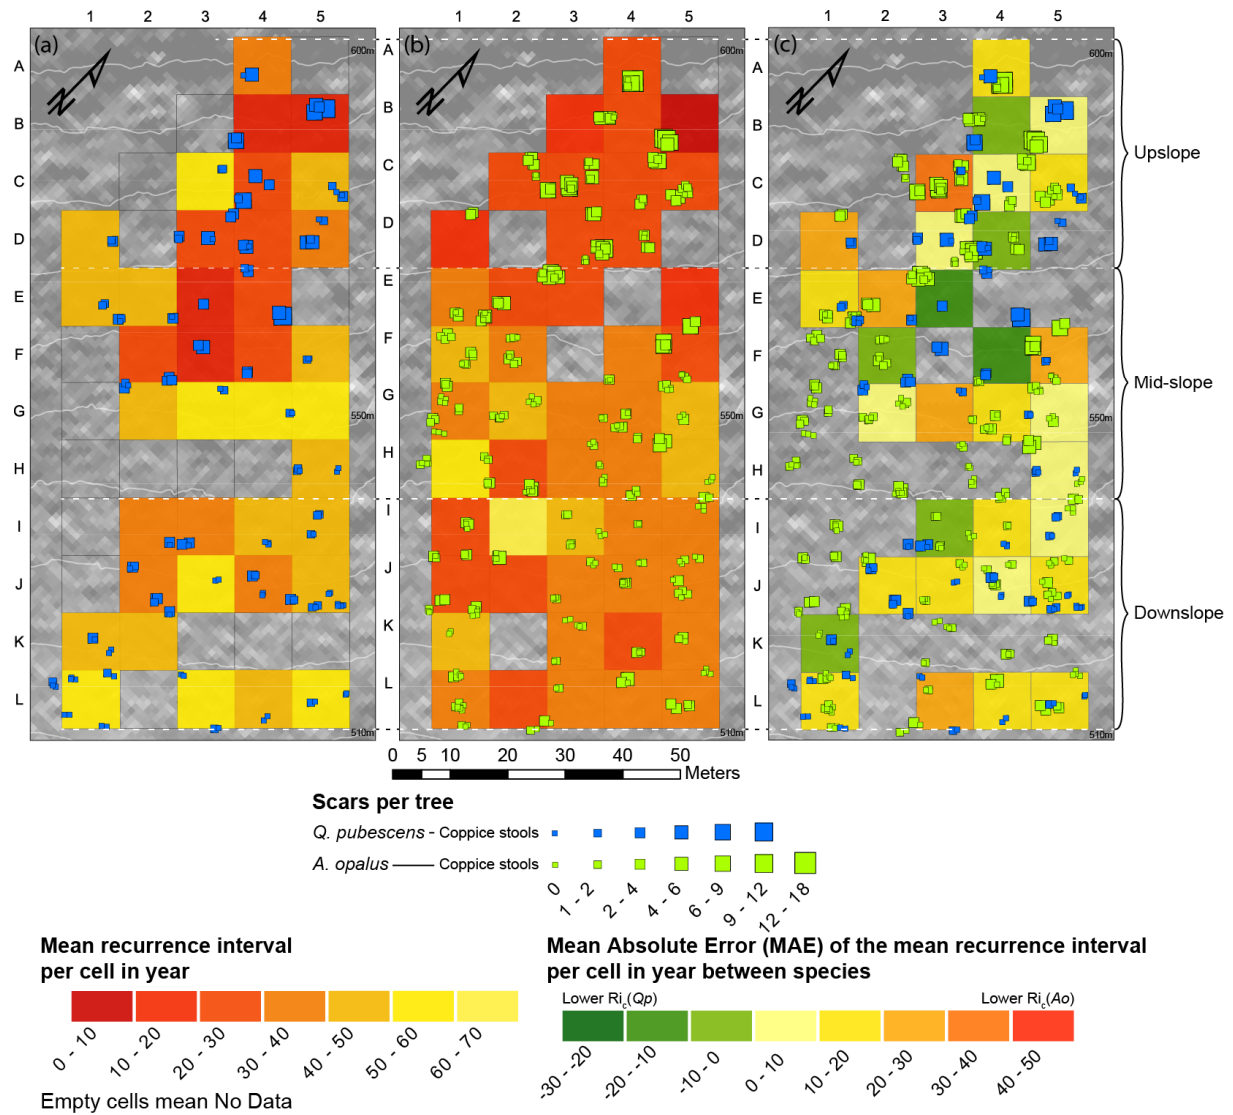 1 2 3 4 5
1 2 3 4 5
1 2 3 4 5
(a)
(b)
(c)
N
N
N
600m
600m
600m
A
B
C
D
E
F
G
H
I
J
K
L
A
B
C
D
E
F
G
H
I
J
K
L
A
B
C
D
E
F
G
H
I
J
K
L
550m
550m
550m
510m
510m
510m
Upslope
Mid-slope
Downslope
0 5 10 20 30 40 50
Meters
Scars per tree
Q. pubescens - Coppice stools
A. opalus Coppice stools
0
1 - 2
2 - 4
4 - 6
6 - 9
9 - 12
12 - 18
Mean recurrence interval
per cell in year
0 - 10
10 - 20
20 - 30
30 - 40
40 - 50
50 - 60
60 - 70
Empty cells mean No Data
Mean Absolute Error (MAE) of the mean recurrence interval
per cell in year between species
Lower Ric(Qp)
Lower Ric(Ao)
-30 - -20
-20 - -10
-10 - 0
0 - 10
10 - 20
20 - 30
30 - 40
40 - 50